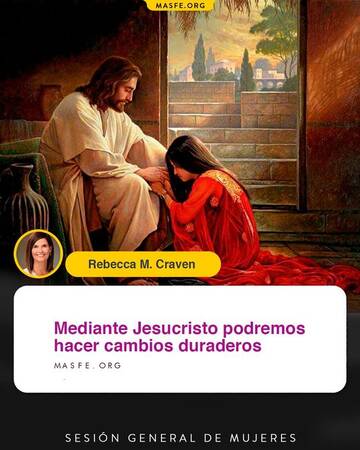 MASFE.ORG
Rebecca M. Craven
Mediante Jesucristo podremos
hacer cambios duraderos
MASFE.ORG
SESIÓN GENERAL DE MUJERES